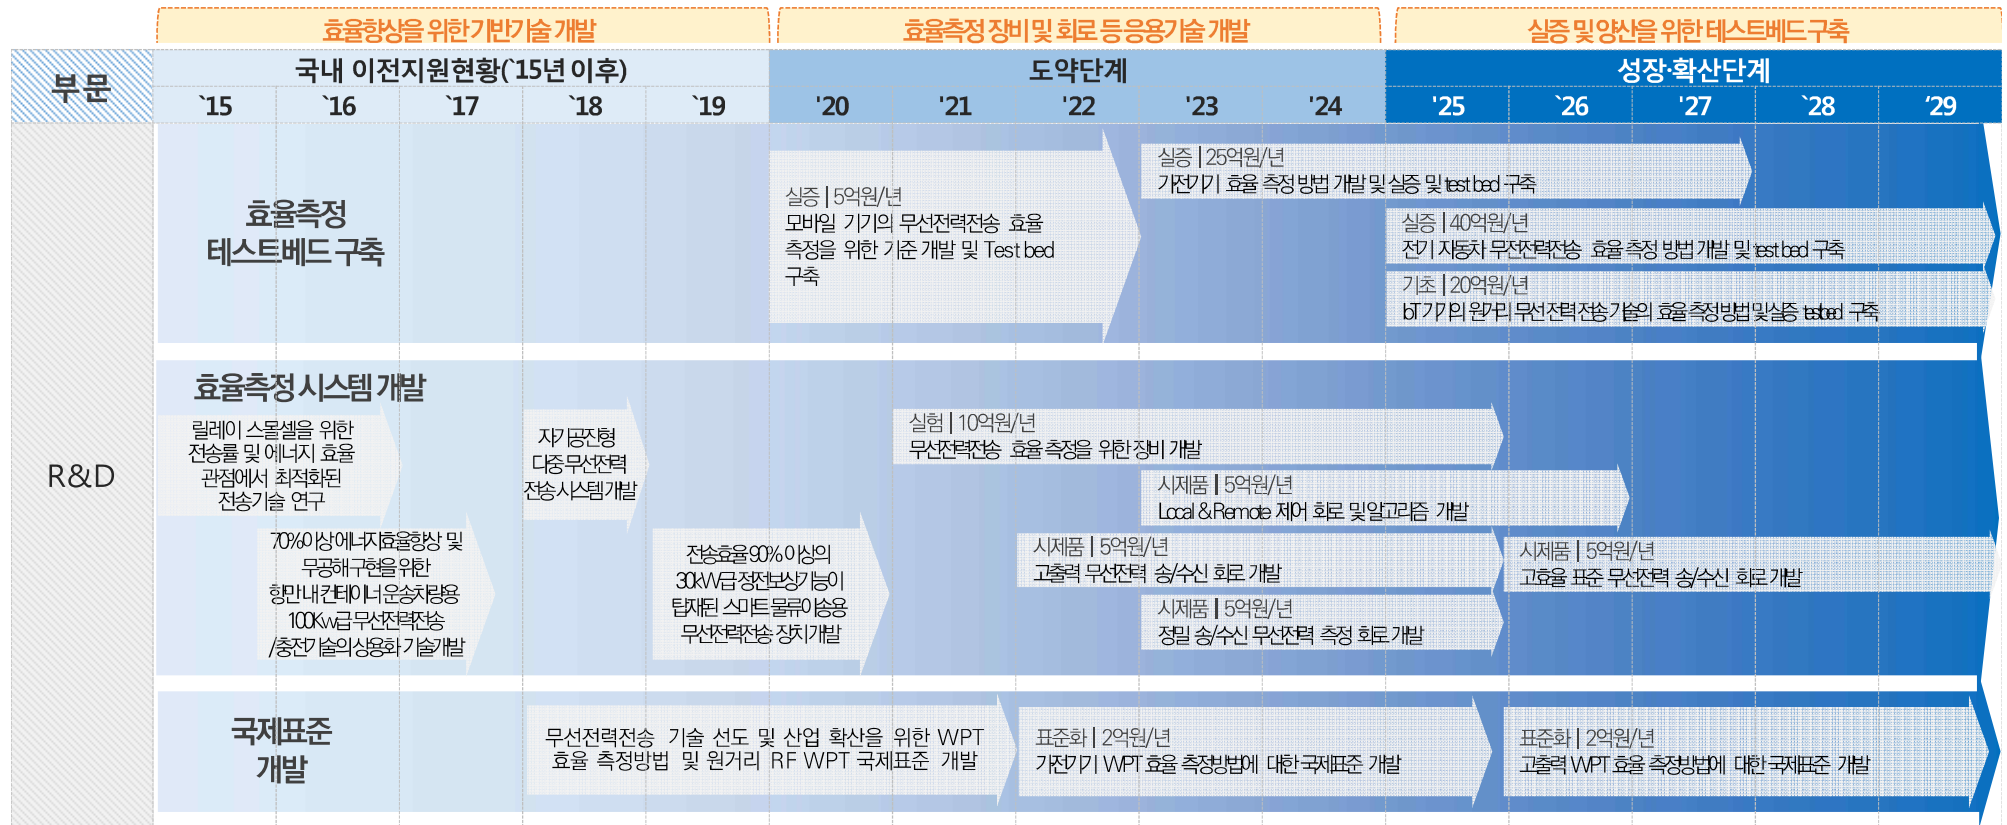 효율향상을 위한 기반기술 개발
효율측정 장비 및 회로 등 응용기술 개발
실증 및 양산을 위한 테스트베드 구축
부문
국내 이전지원현황(`15년 이후)
도약단계
성장·확산단계
`15 `16 `17 `18 `19 '20 '21 '22 '23 '24 '25 `26 '27 `28 ‘29
R&D
효율측정
테스트베드 구축
실증 | 5억원/년
모바일 기기의 무선전력전송 효율
측정을 위한 기준 개발 및 Test bed
구축
실증 | 25억원/년
가전기기 효율 측정 방법 개발 및 실증 및 test bed 구축
실증 | 40억원/년
전기 자동차 무전전력전송 효율 측정 방법 개발 및 test bed 구축
기초 | 20억원/년
IoT 기기의 원거리 무선 전력 전송 기술의 효율 측정 방법 및 실증 testbed 구축
효율측정 시스템 개발
릴레이 스몰셀을 위한
전송률 및 에너지 효율
관점에서 최적화된
전송기술 연구
70%이상 에너지효율향상 및
무공해 구현을 위한
항만 내 컨테이너 운송차량용
100Kw급 무선전력전송
/충전기술의 상용화 기술개발
자기공진형
다중 무선전력
전송 시스템 개발
전송효율 90% 이상의
30kW급 정전보상기능이
탑재된 스마트 물류이송용
무선전력전송 장치 개발
실험 | 10억원/년
무선전력전송 효율 측정을 위한 장비 개발
시제품 | 5억원/년
Local & Remote 제어 회로 및 알고리즘 개발
시제품 | 5억원/년
고출력 무선전력 송/수신 회로 개발
시제품 | 5억원/년
고효율 표준 무선전력 송/수신 회로 개발
시제품 | 5억원/년
정밀 송/수신 무선전력 측정 회로 개발
국제표준
개발
무선전력전송 기술 선도 및 산업 확산을 위한 WPT
효율 측정방법 및 원거리 RF WPT 국제표준 개발
표준화 | 2억원/년
가전기기 WPT 효율 측정방법에 대한 국제표준 개발
표준화 | 2억원/년
고출력 WPT 효율 측정방법에 대한 국제표준 개발